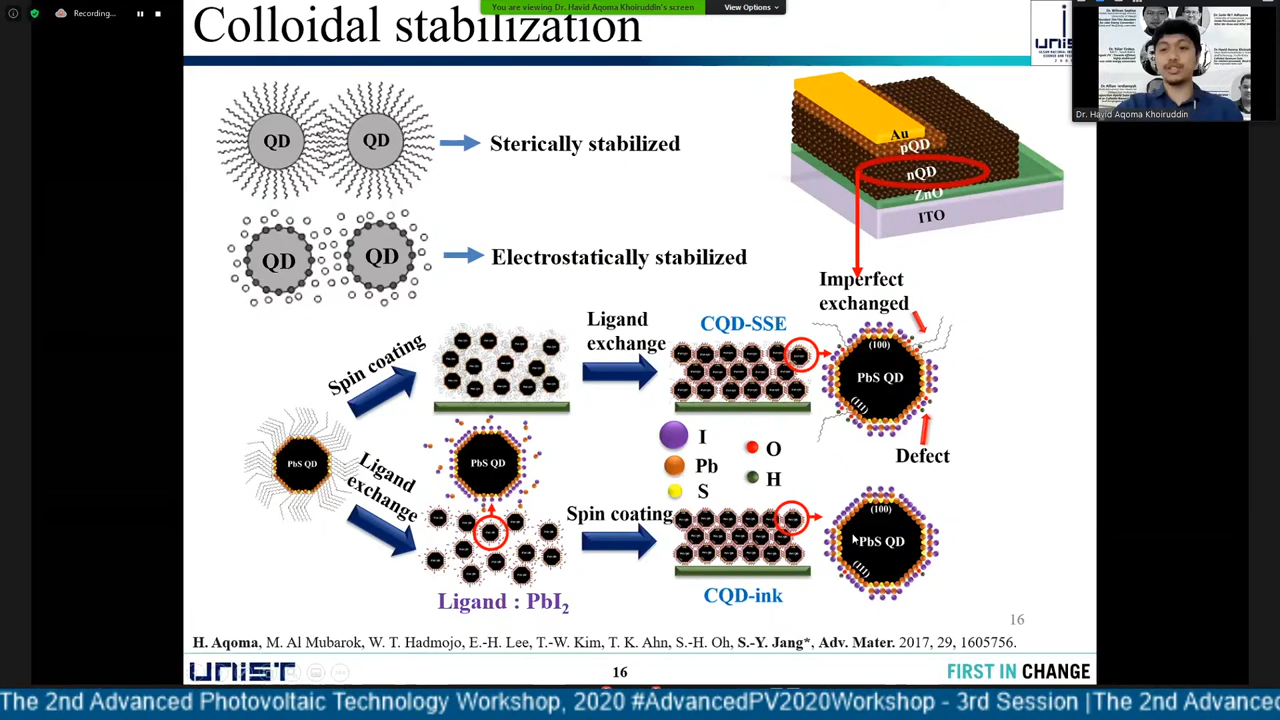 Recording...
You are viewing Dr. Havid Aqoma Khoiruddin's screen
View Options
Colloidal stabilization
Dr. Havid Aqoma Khoiruddin
QD
QD
Sterically stabilized
QD
QD
Electrostatically stabilized
Au
pQD
nQD
ZnO
ITO
Imperfect
exchanged
Spin coating
Ligand
exchange
CQD-SSE
(100)
PbS QD
(111)
Defect
PbS QD
Ligand
exchange
PbS QD
I
Pb
S
O
H
Spin coating
(100)
PbS QD
(111)
Ligand : PbI2
CQD-ink
16
H. Aqoma, M. Al Mubarok, W. T. Hadmojo, E.-H. Lee, T.-W. Kim, T. K. Ahn, S.-H. Oh, S.-Y. Jang*, Adv. Mater. 2017, 29, 1605756.
UNIST
16
FIRST IN CHANGE
The 2nd Advanced Photovoltaic Technology Workshop, 2020 #AdvancedPV2020Workshop - 3rd Session |The 2nd Advanced